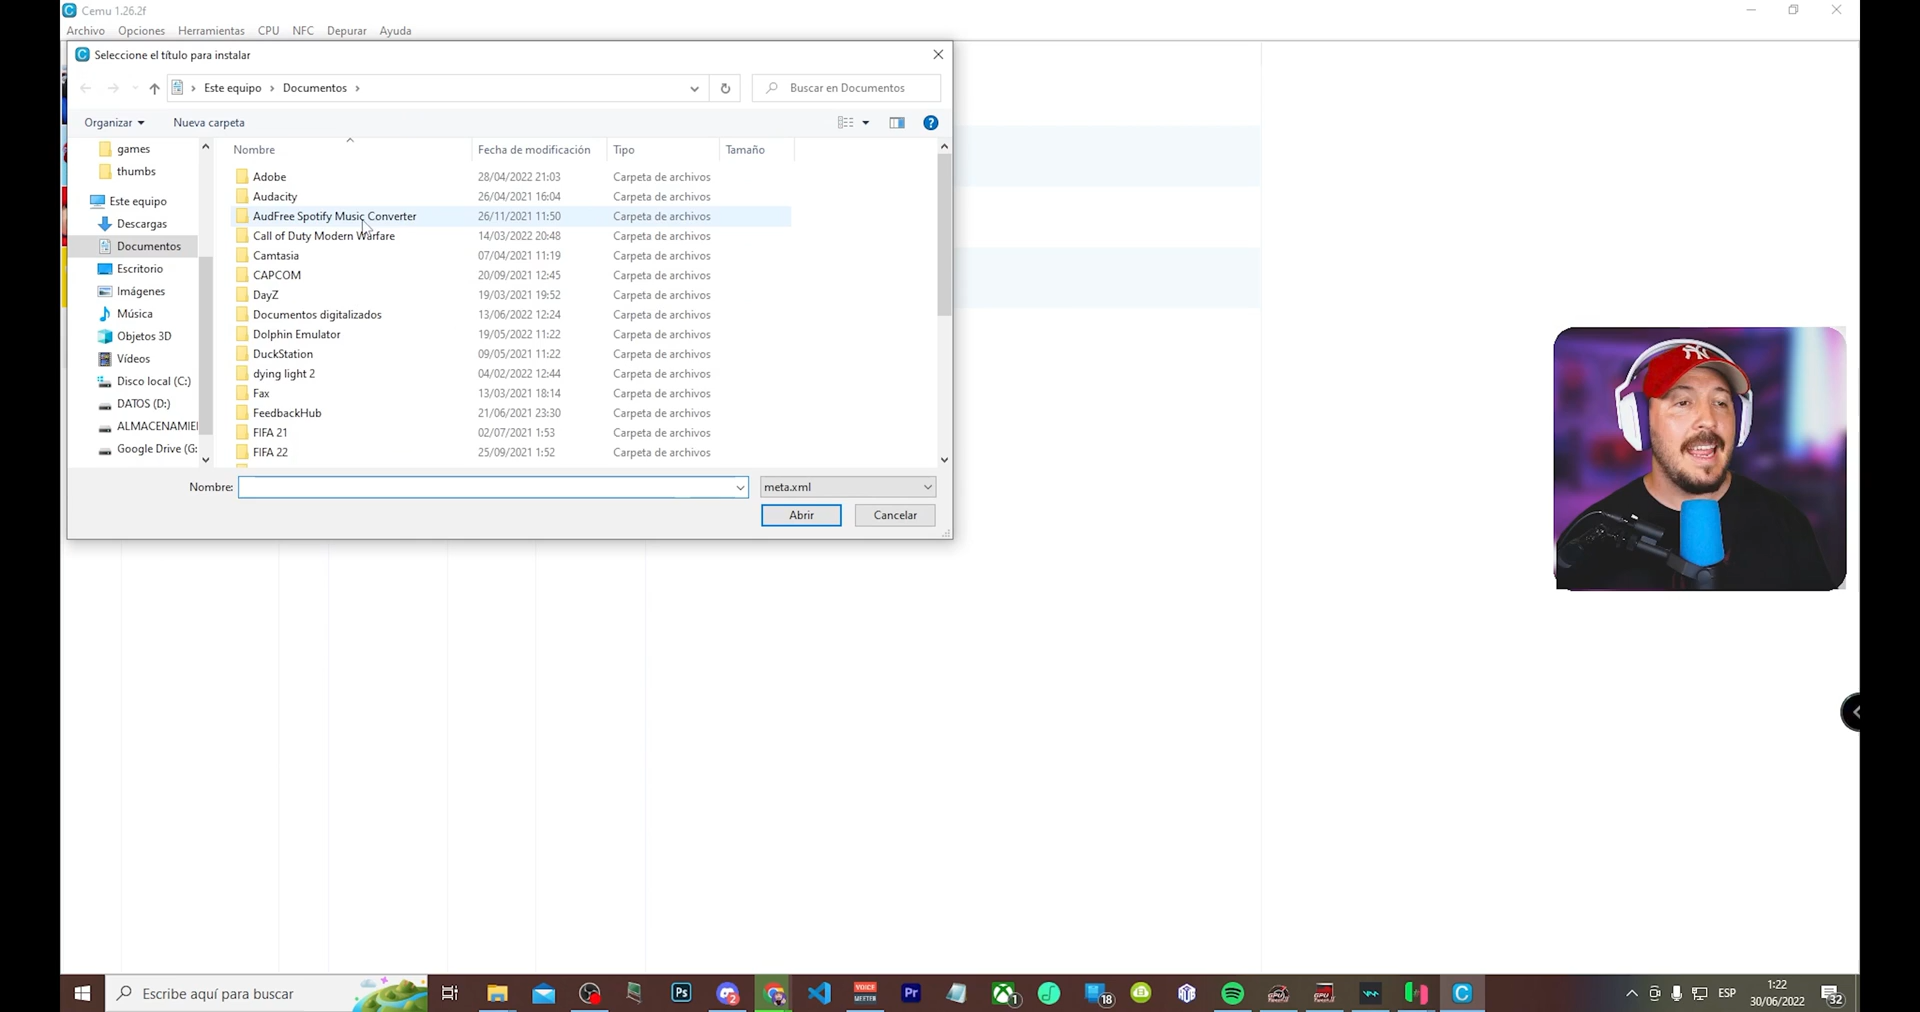 Cemu 1.26.2f
Archivo Opciones Herramientas CPU NFC Depurar Ayuda
Seleccione el título para instalar
Este equipo > Documentos >
Buscar en Documentos
Organizar Nueva carpeta
games
thumbs
Este equipo
Descargas
Documentos
Escritorio
Imágenes
Música
Objetos 3D
Vídeos
Disco local (C:)
DATOS (D:)
ALMACENAMIE
Google Drive (G:
Nombre Fecha de modificación Tipo Tamaño
Adobe 28/04/2022 21:03 Carpeta de archivos
Audacity 26/04/2021 16:04 Carpeta de archivos
AudFree Spotify Music Converter 26/11/2021 11:50 Carpeta de archivos
Call of Duty Modern Warfare 14/03/2022 20:48 Carpeta de archivos
Camtasia 07/04/2021 11:19 Carpeta de archivos
CAPCOM 20/09/2021 12:45 Carpeta de archivos
DayZ 19/03/2021 19:52 Carpeta de archivos
Documentos digitalizados 13/06/2022 12:24 Carpeta de archivos
Dolphin Emulator 19/05/2022 11:22 Carpeta de archivos
DuckStation 09/05/2021 11:22 Carpeta de archivos
dying light 2 04/02/2022 12:44 Carpeta de archivos
Fax 13/03/2021 18:14 Carpeta de archivos
FeedbackHub 21/06/2021 23:30 Carpeta de archivos
FIFA 21 02/07/2021 1:53 Carpeta de archivos
FIFA 22 25/09/2021 1:52 Carpeta de archivos
Nombre: meta.xml
Abrir Cancelar
Escribe aquí para buscar
Ps
2
VOICE MEETER
Pr
1
18
ESP
1:22
30/06/2022
32